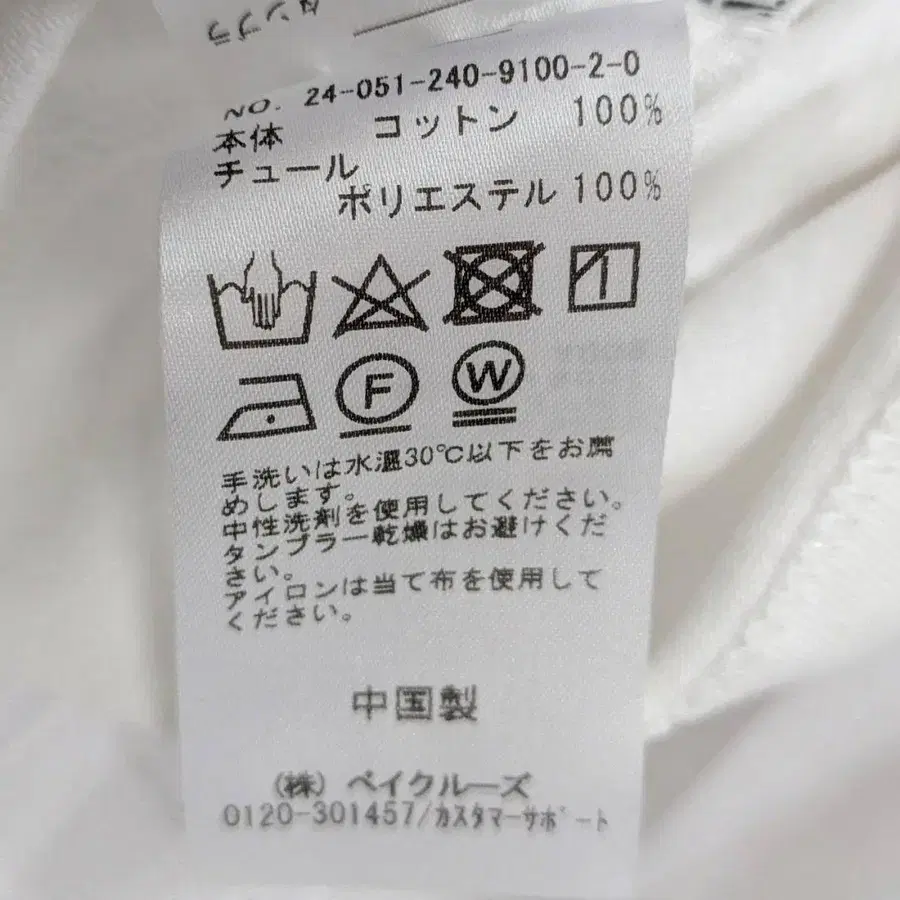 タンブラ
NO. 24-051-240-9100-2-0
本体 コットン 100%
チュール
ポリエステル 100%
F
W
手洗いは水温30℃以下をお薦
めします。
中性洗剤を使用してください。
タンブラー乾燥はお避けくだ
さい。
アイロンは当て布を使用して
ください。
中国製
(株) ベイクルーズ
0120-301457/カスタマーサポート